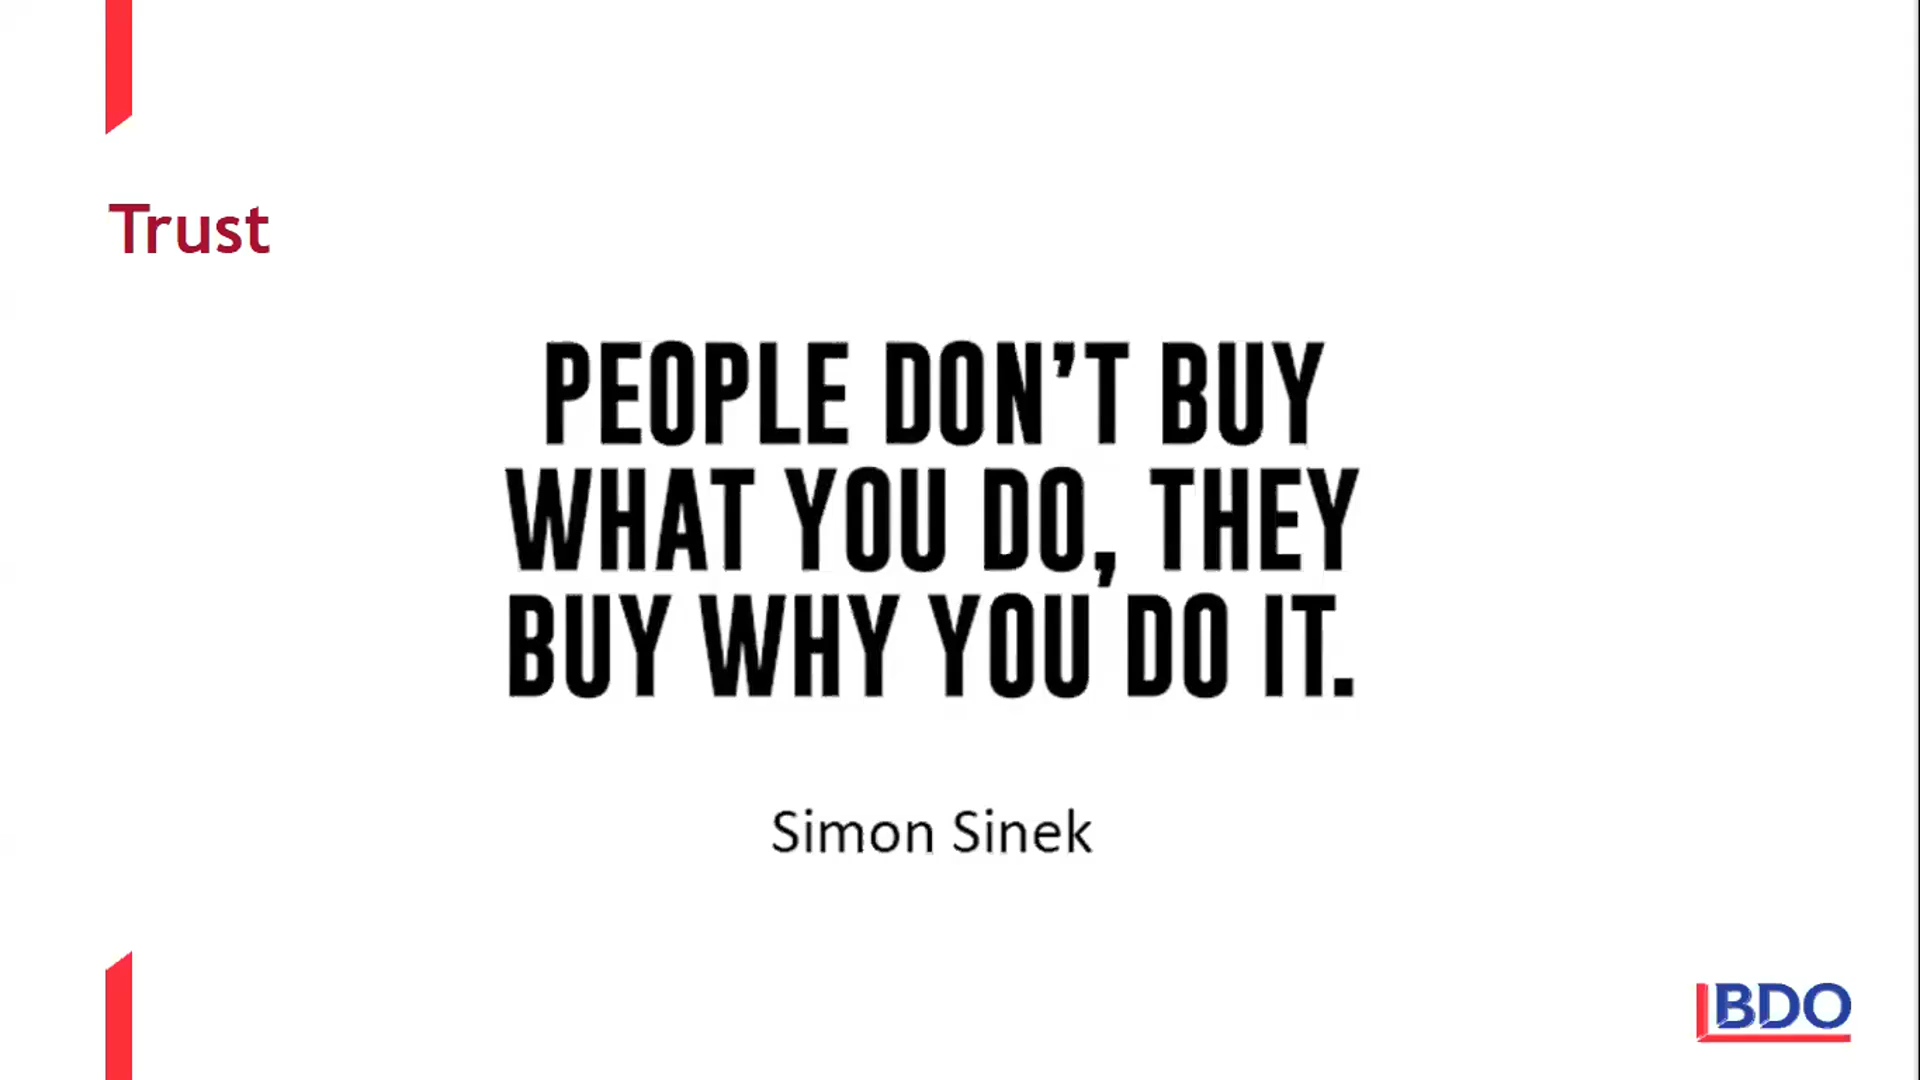 Trust
PEOPLE DON'T BUY
WHAT YOU DO, THEY
BUY WHY YOU DO IT.
Simon Sinek
BDO